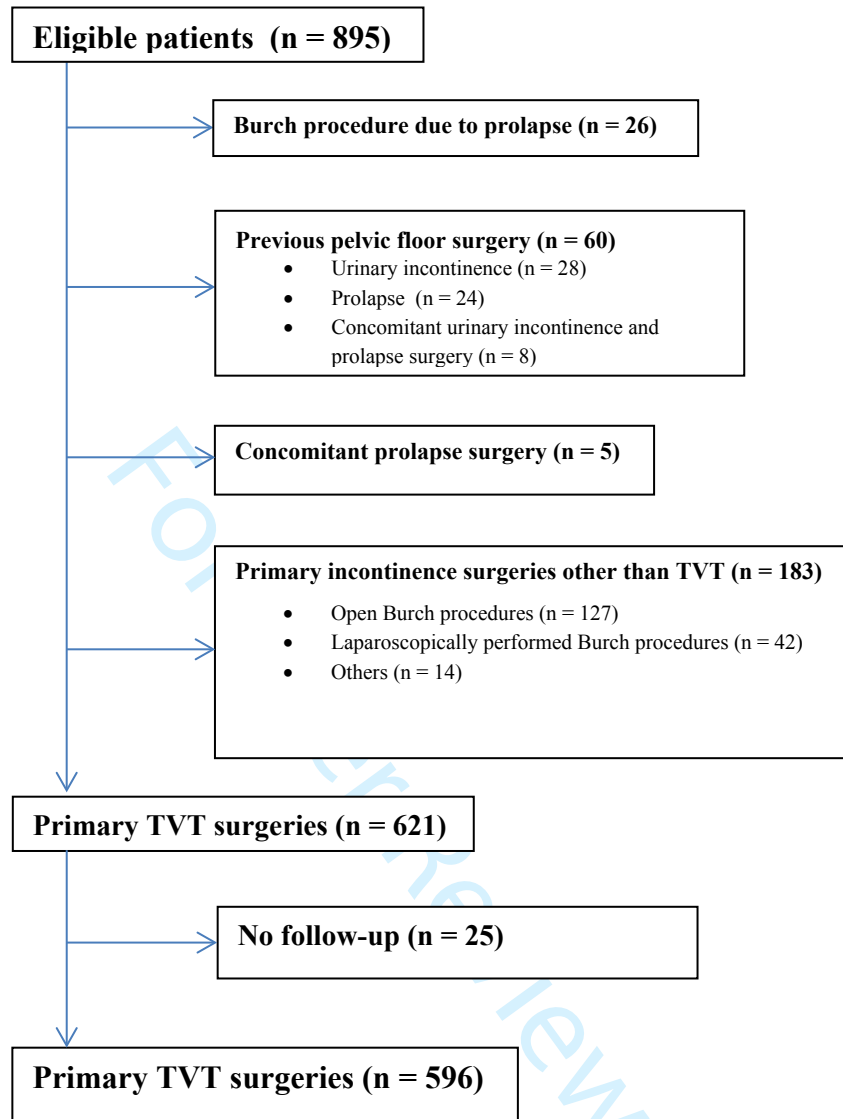 Eligible patients (n = 895)
Burch procedure due to prolapse (n = 26)
Previous pelvic floor surgery (n = 60)
• Urinary incontinence (n = 28)
• Prolapse (n = 24)
• Concomitant urinary incontinence and
prolapse surgery (n = 8)
Concomitant prolapse surgery (n = 5)
Primary incontinence surgeries other than TVT (n = 183)
• Open Burch procedures (n = 127)
• Laparoscopically performed Burch procedures (n = 42)
• Others (n = 14)
Primary TVT surgeries (n = 621)
No follow-up (n = 25)
Primary TVT surgeries (n = 596)